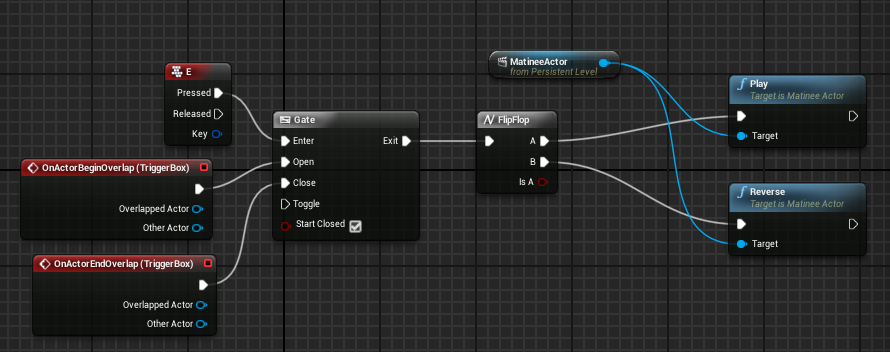 E
Pressed
Released
Key
OnActorBeginOverlap (TriggerBox)
Overlapped Actor
Other Actor
OnActorEndOverlap (TriggerBox)
Overlapped Actor
Other Actor
Gate
Enter Exit
Open
Close
Toggle
Start Closed
MatineeActor
from Persistent Level
FlipFlop
A
B
Is A
Play
Target is Matinee Actor
Target
Reverse
Target is Matinee Actor
Target